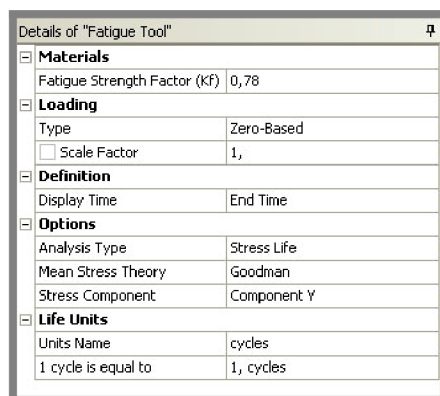 Details of "Fatigue Tool"
Materials
Fatigue Strength Factor (Kf) 0,78
Loading
Type Zero-Based
Scale Factor 1,
Definition
Display Time End Time
Options
Analysis Type Stress Life
Mean Stress Theory Goodman
Stress Component Component Y
Life Units
Units Name cycles
1 cycle is equal to 1, cycles